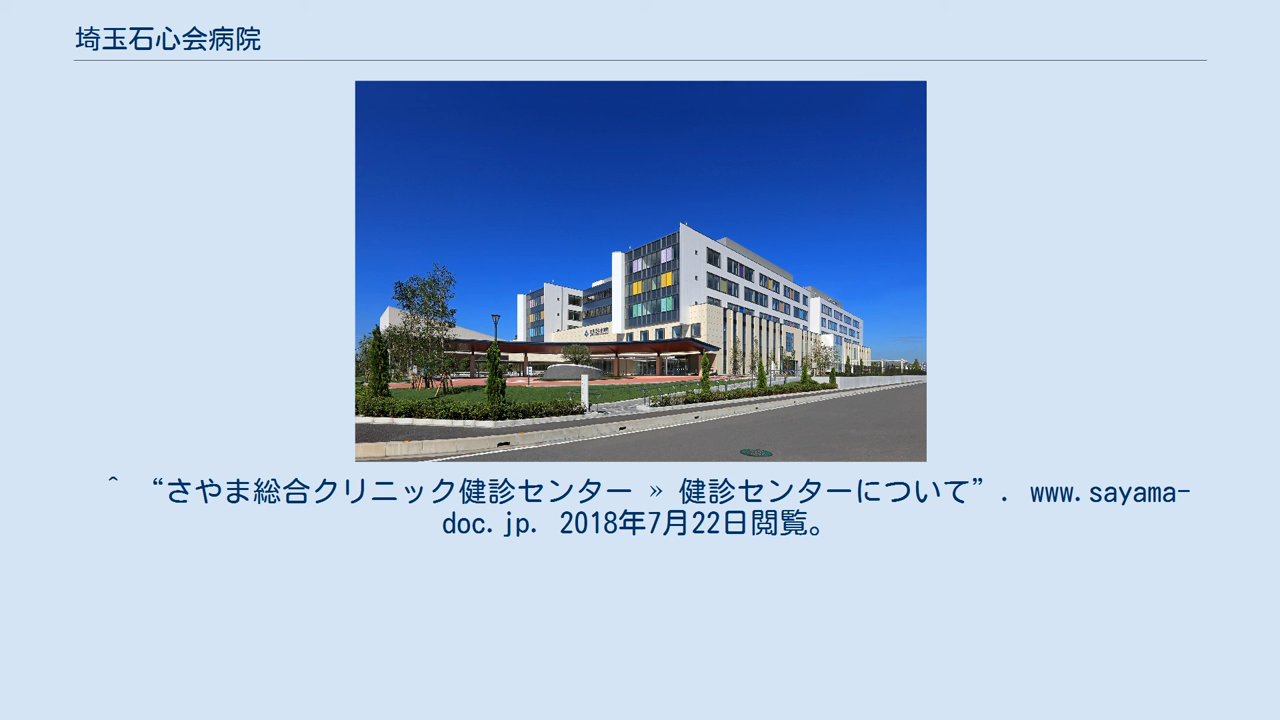 埼玉石心会病院
^ “さやま総合クリニック健診センター » 健診センターについて”. www.sayama-
doc.jp. 2018年7月22日閲覧。